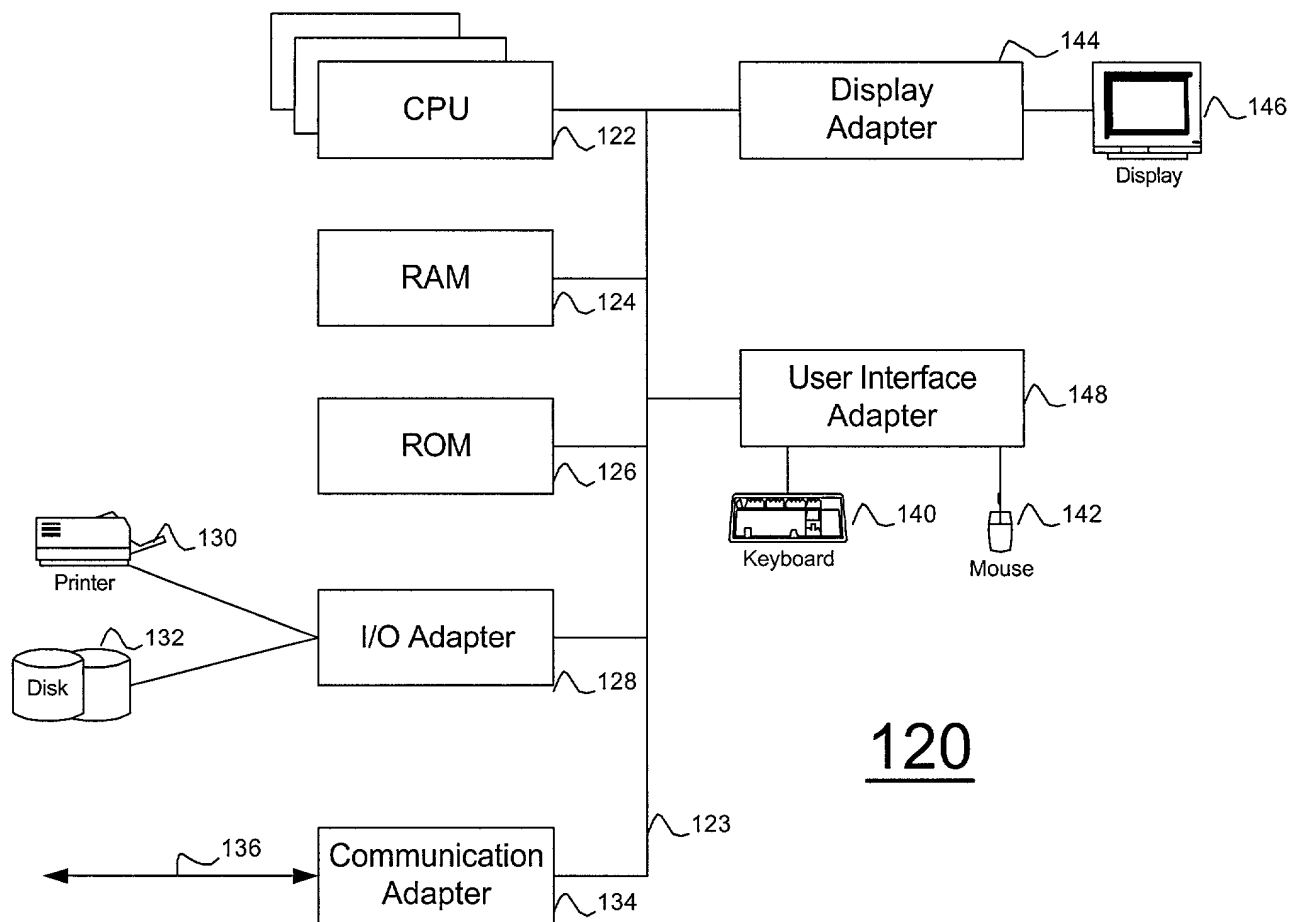 144
CPU
Display
Adapter
146
122
Display
RAM
124
User Interface
Adapter
148
ROM
126
140
142
130
Keyboard
Mouse
Printer
I/O Adapter
132
Disk
128
120
123
136
Communication
Adapter
134